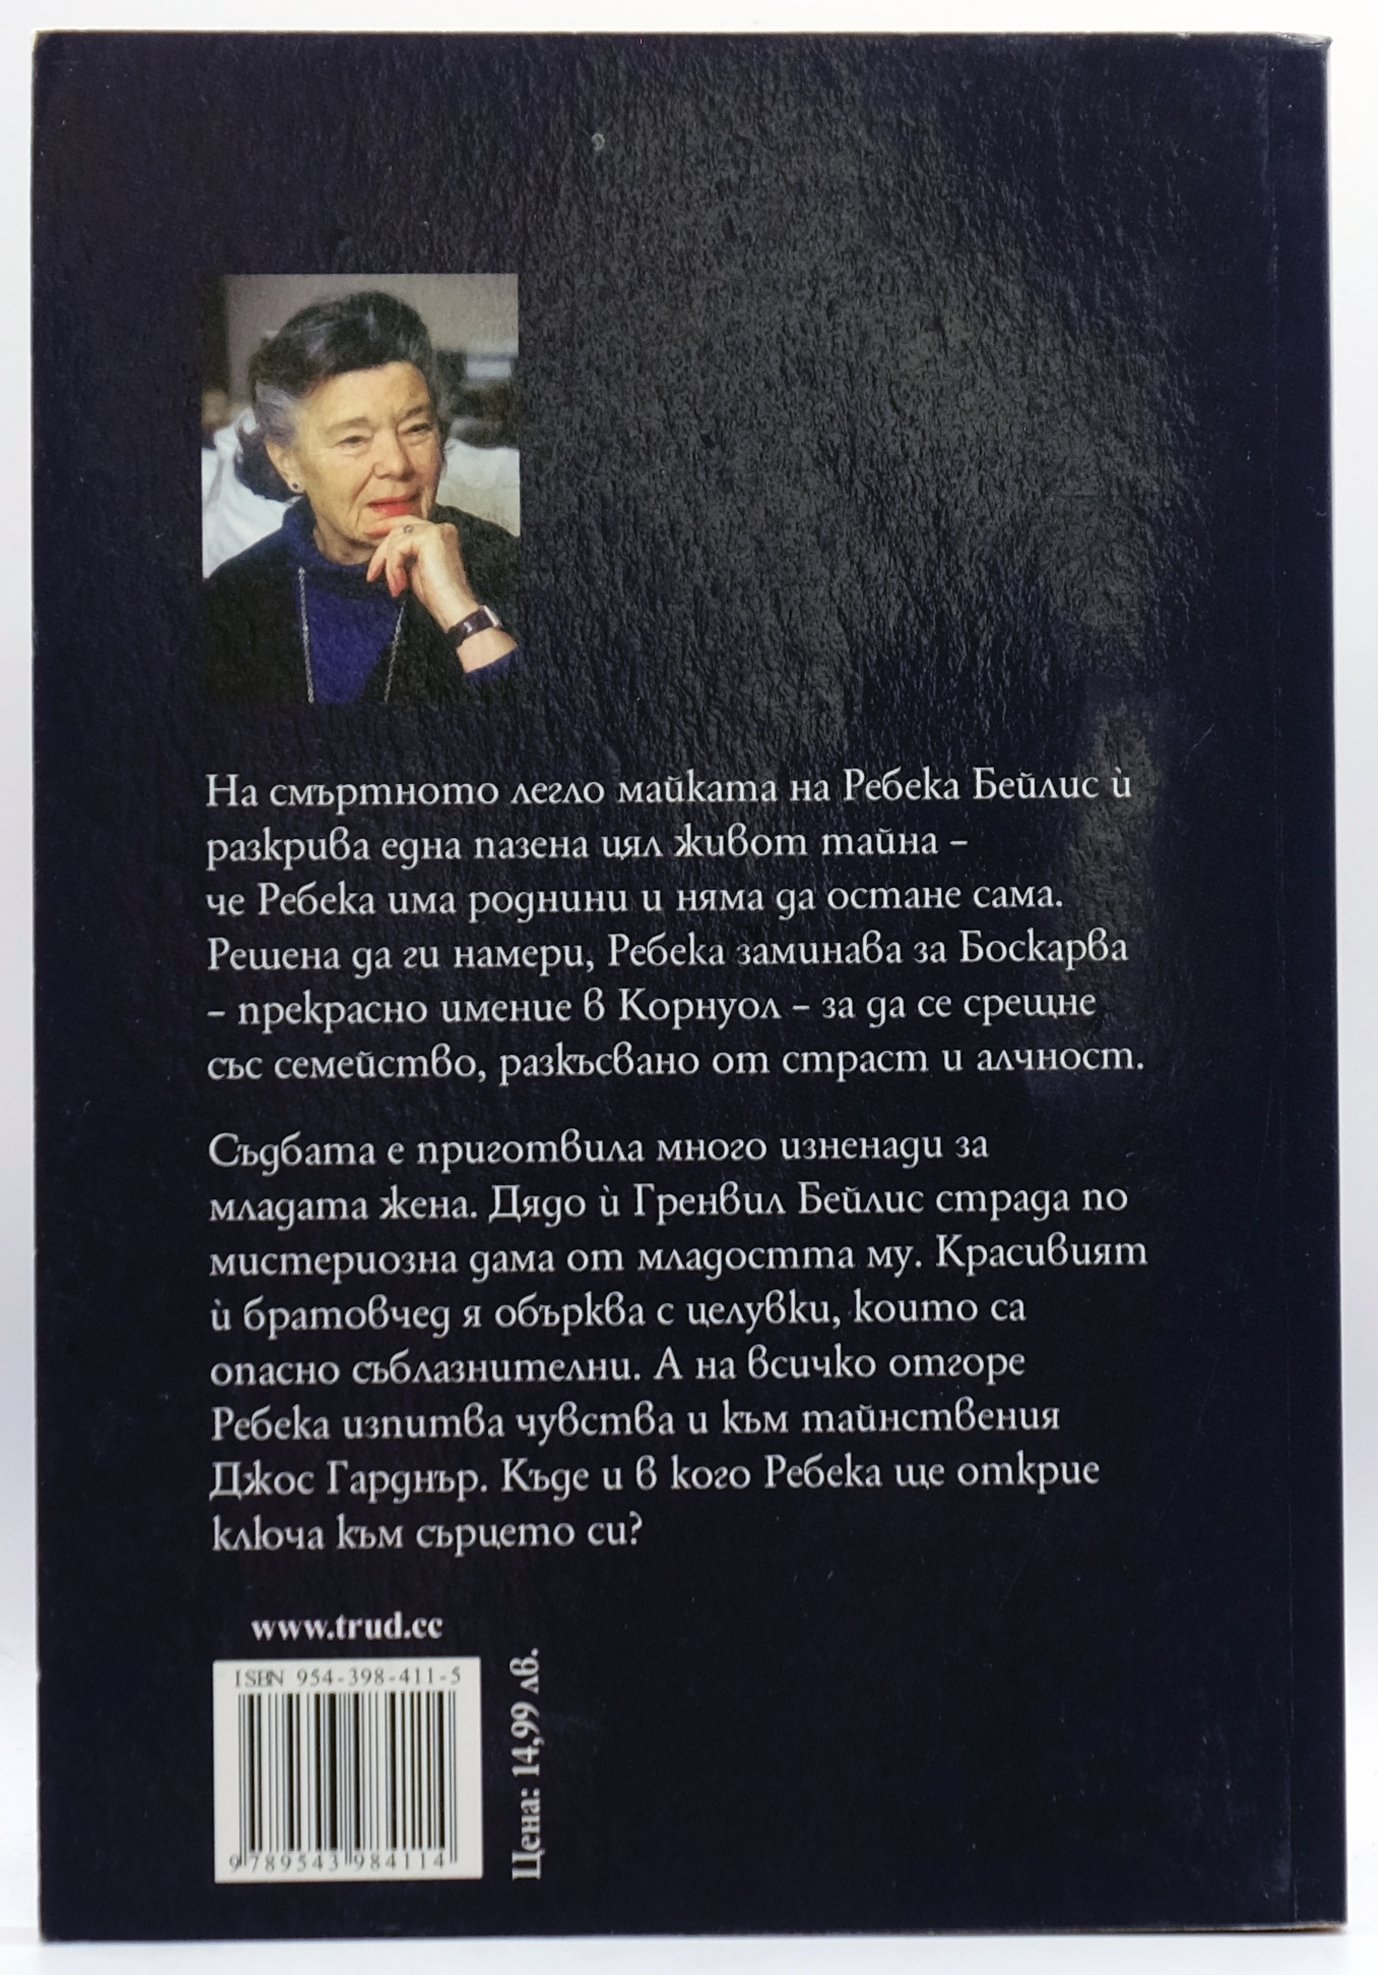 На смъртното легло майката на Ребека Бейлис ѝ
разкрива една пазена цял живот тайна –
че Ребека има роднини и няма да остане сама.
Решена да ги намери, Ребека заминава за Боскарва
– прекрасно имение в Корнуол – за да се срещне
със семейство, разкъсвано от страст и алчност.
Съдбата е приготвила много изненади за
младата жена. Дядо ѝ Гренвил Бейлис страда по
мистериозна дама от младостта му. Красивият
ѝ братовчед я обърква с целувки, които са
опасно съблазнителни. А на всичко отгоре
Ребека изпитва чувства и към тайнствения
Джос Гарднър. Къде и в кого Ребека ще открие
ключа към сърцето си?
www.trud.cc
ISBN 954-398-411-5
9 789543 984114
Цена: 14,99 лв.